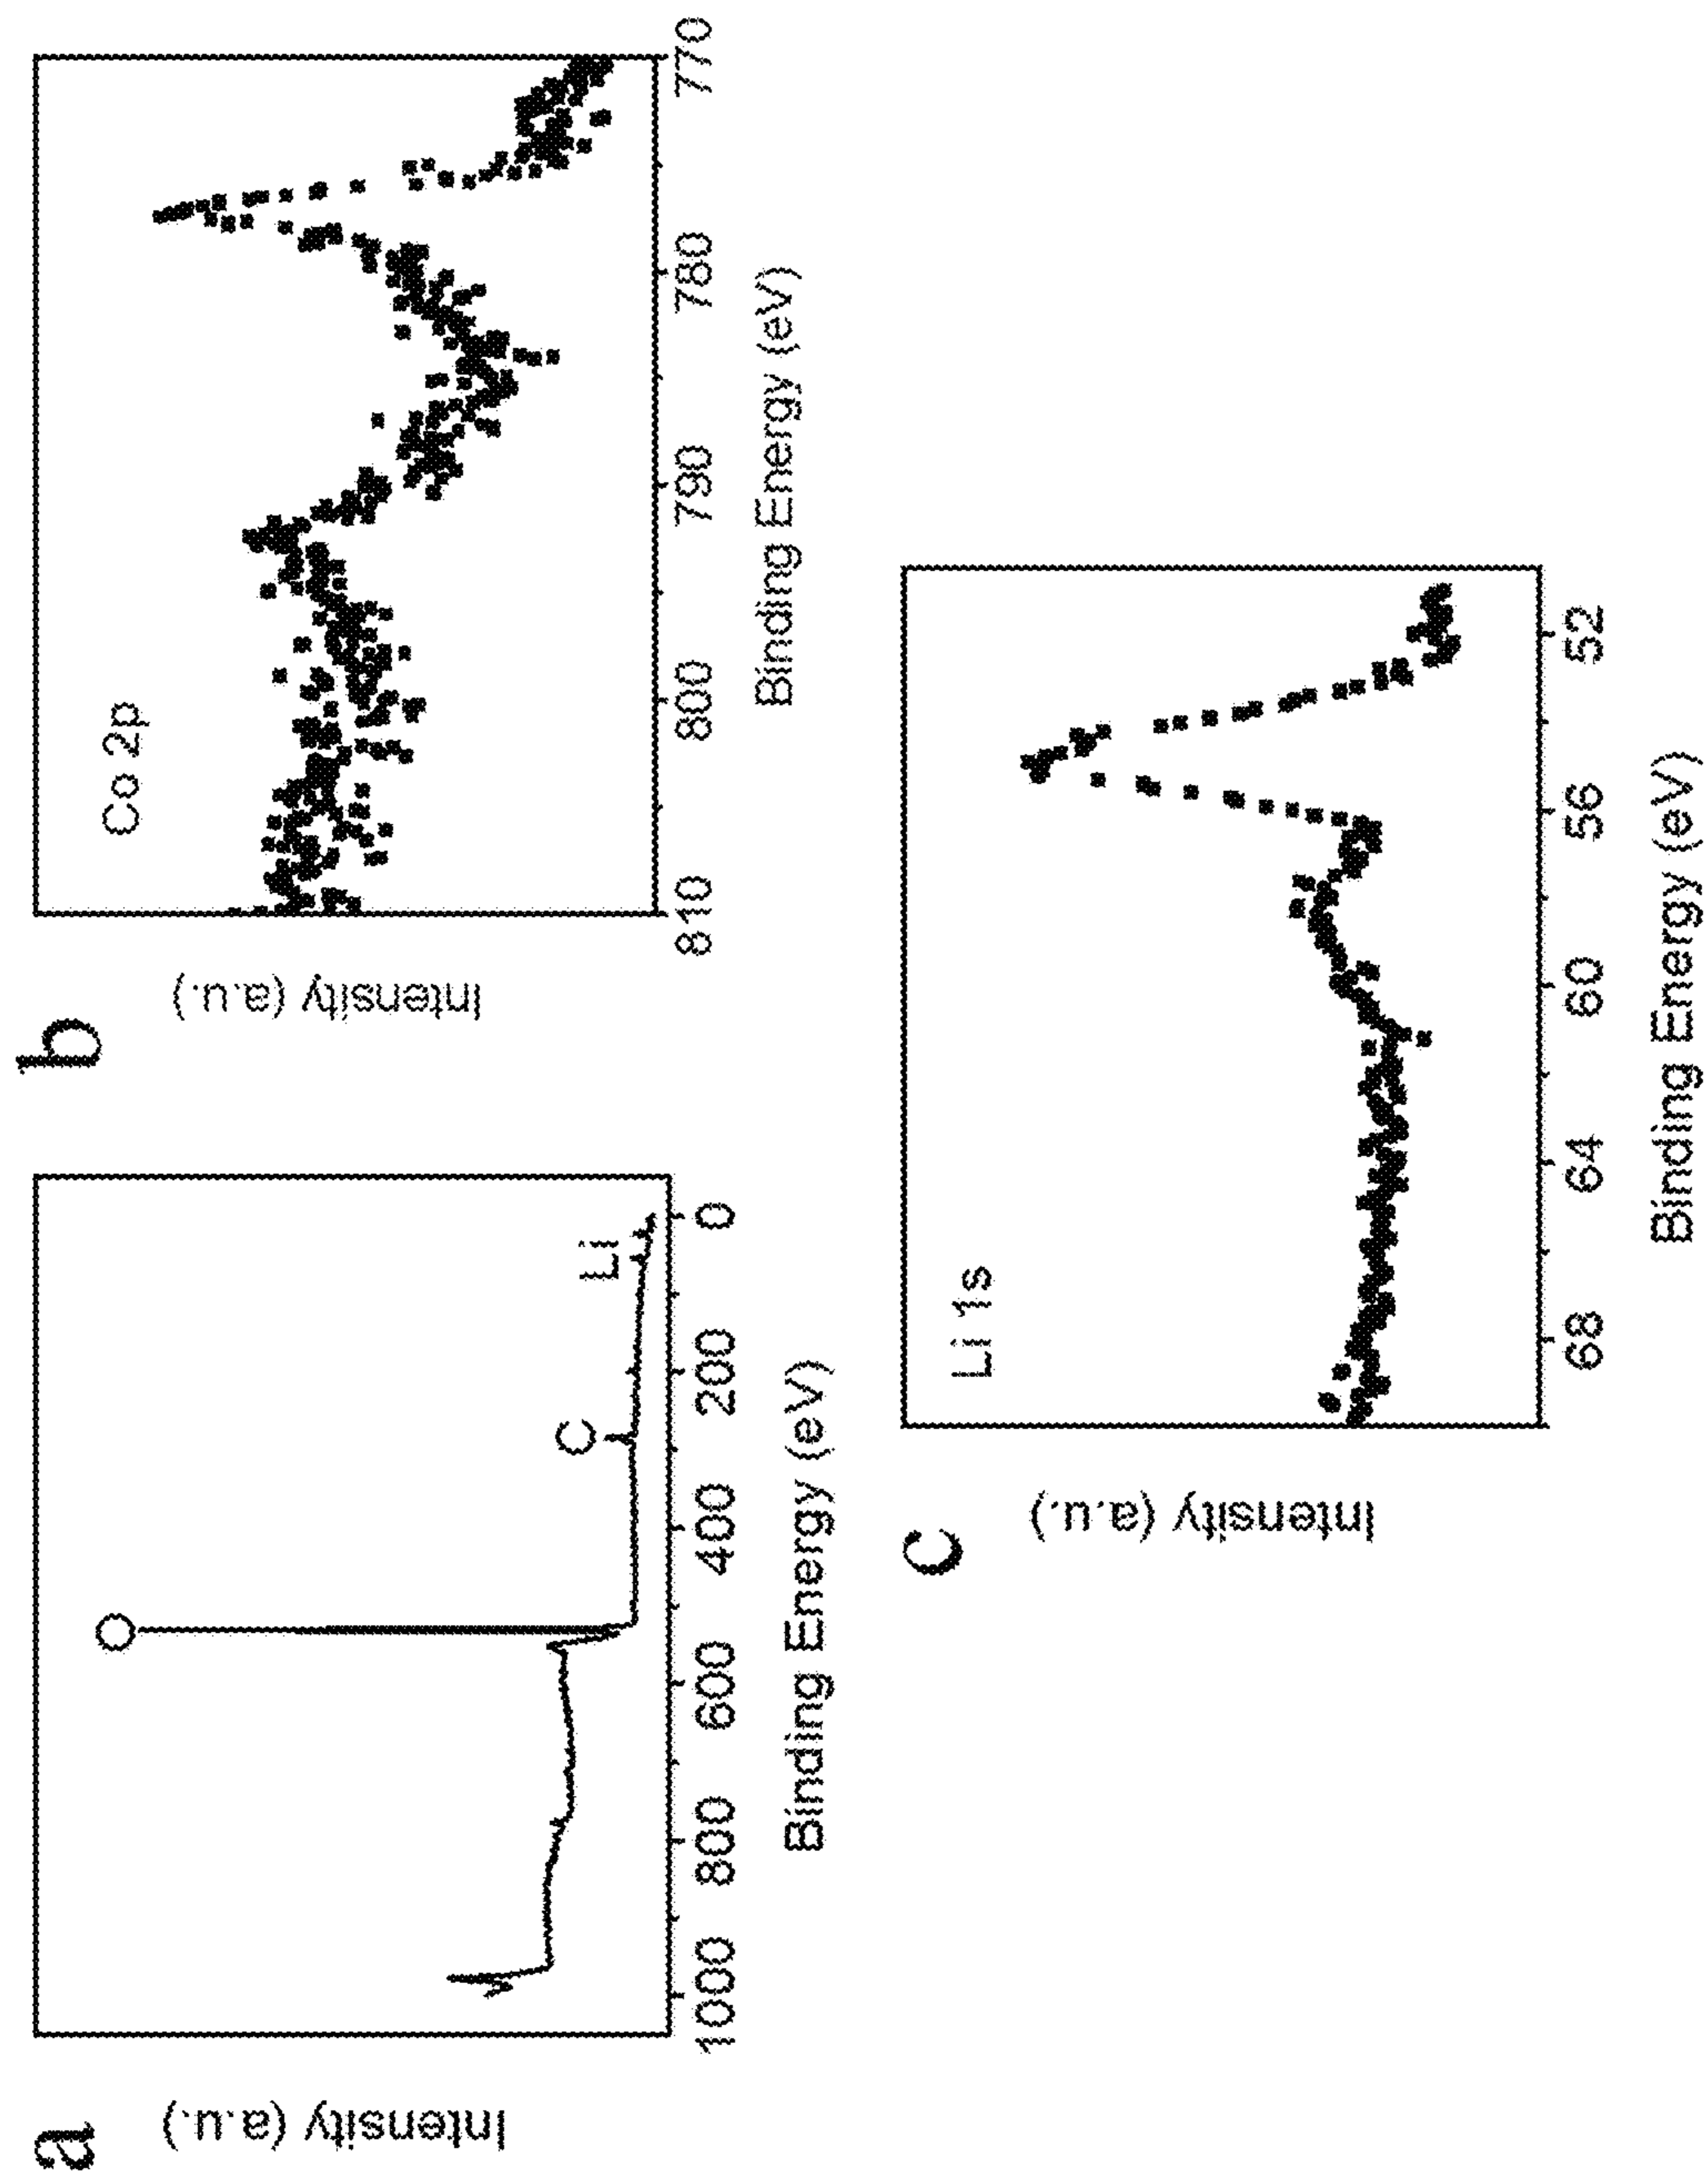 a
Intensity (a.u.)
O
C
Li
1000 800 600 400 200 0
Binding Energy (eV)
b
Intensity (a.u.)
Co 2p
810 800 790 780 770
Binding Energy (eV)
c
Intensity (a.u.)
Li 1s
68 64 60 56 52
Binding Energy (eV)